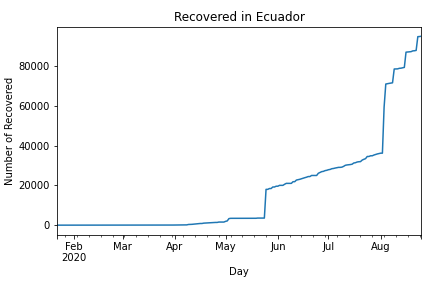 Recovered in Ecuador
Number of Recovered
80000
60000
40000
20000
0
Feb Mar Apr May Jun Jul Aug
2020
Day